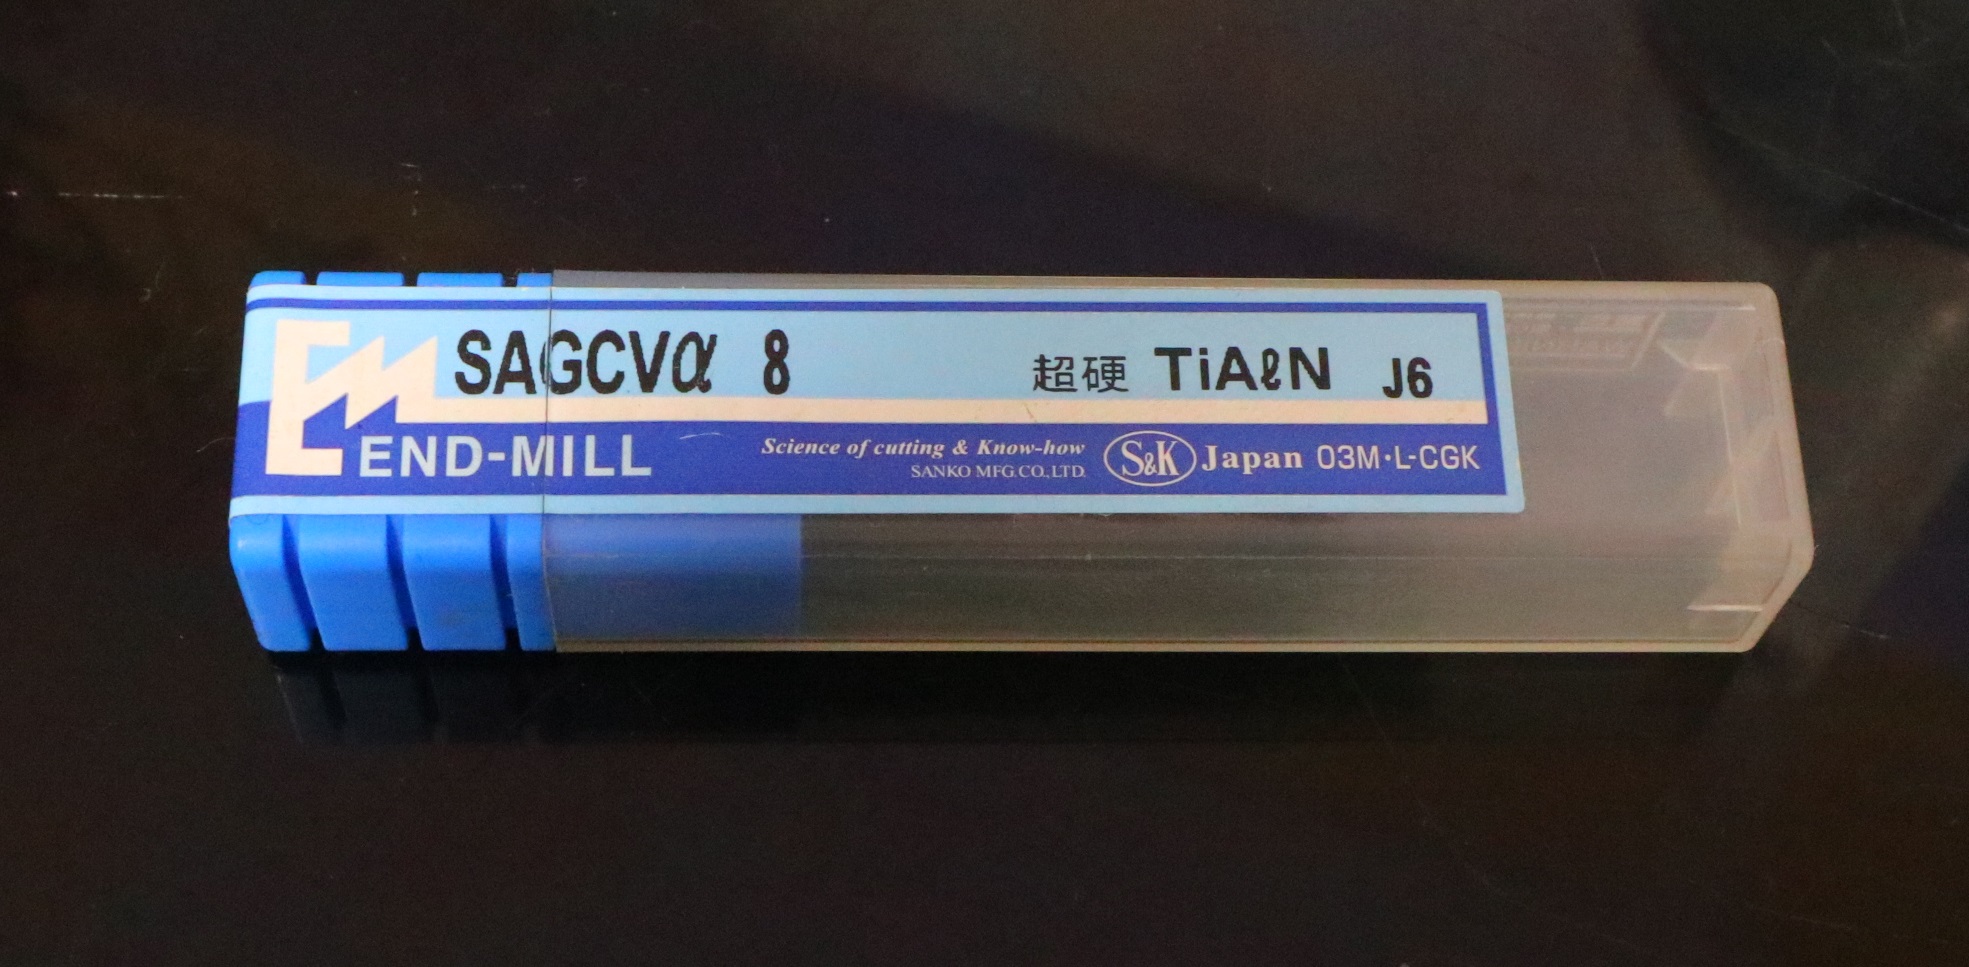 SAGCVα 8 超硬 TiAℓN J6
END-MILL
Science of cutting & Know-how
SANKO MFG.CO.,LTD.
S&K Japan 03M·L-CGK